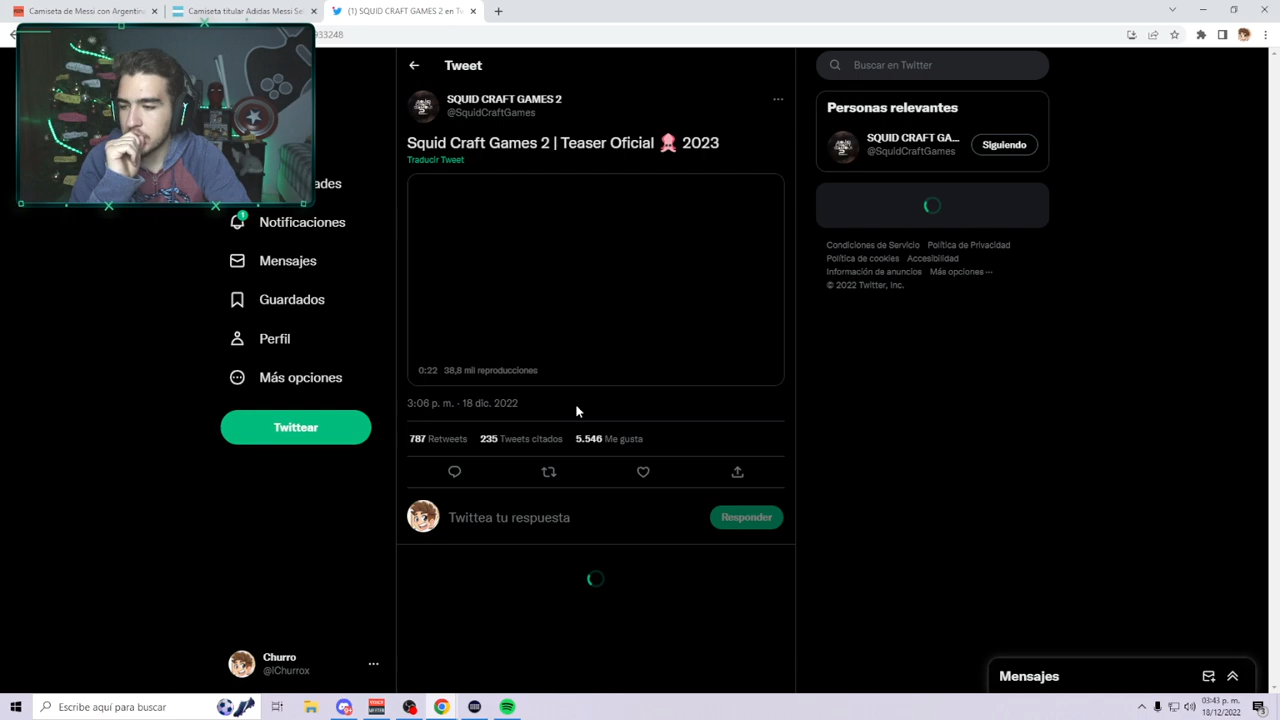 Camiseta de Messi con Argentina
Camiseta titular Adidas Messi Se
(1) SQUID CRAFT GAMES 2 en Tw
933248
Tweet
Buscar en Twitter
SQUID CRAFT GAMES 2
@SquidCraftGames
Squid Craft Games 2 | Teaser Oficial 🦑 2023
Traducir Tweet
0:22 38,8 mil reproducciones
3:06 p. m. · 18 dic. 2022
787 Retweets 235 Tweets citados 5.546 Me gusta
Twittea tu respuesta
Responder
Personas relevantes
SQUID CRAFT GA...
@SquidCraftGames
Siguiendo
Condiciones de Servicio Política de Privacidad
Política de cookies Accesibilidad
Información de anuncios Más opciones ···
© 2022 Twitter, Inc.
ades
1
Notificaciones
Mensajes
Guardados
Perfil
Más opciones
Twittear
Churro
@lChurrox
Mensajes
Escribe aquí para buscar
03:43 p. m.
18/12/2022
3